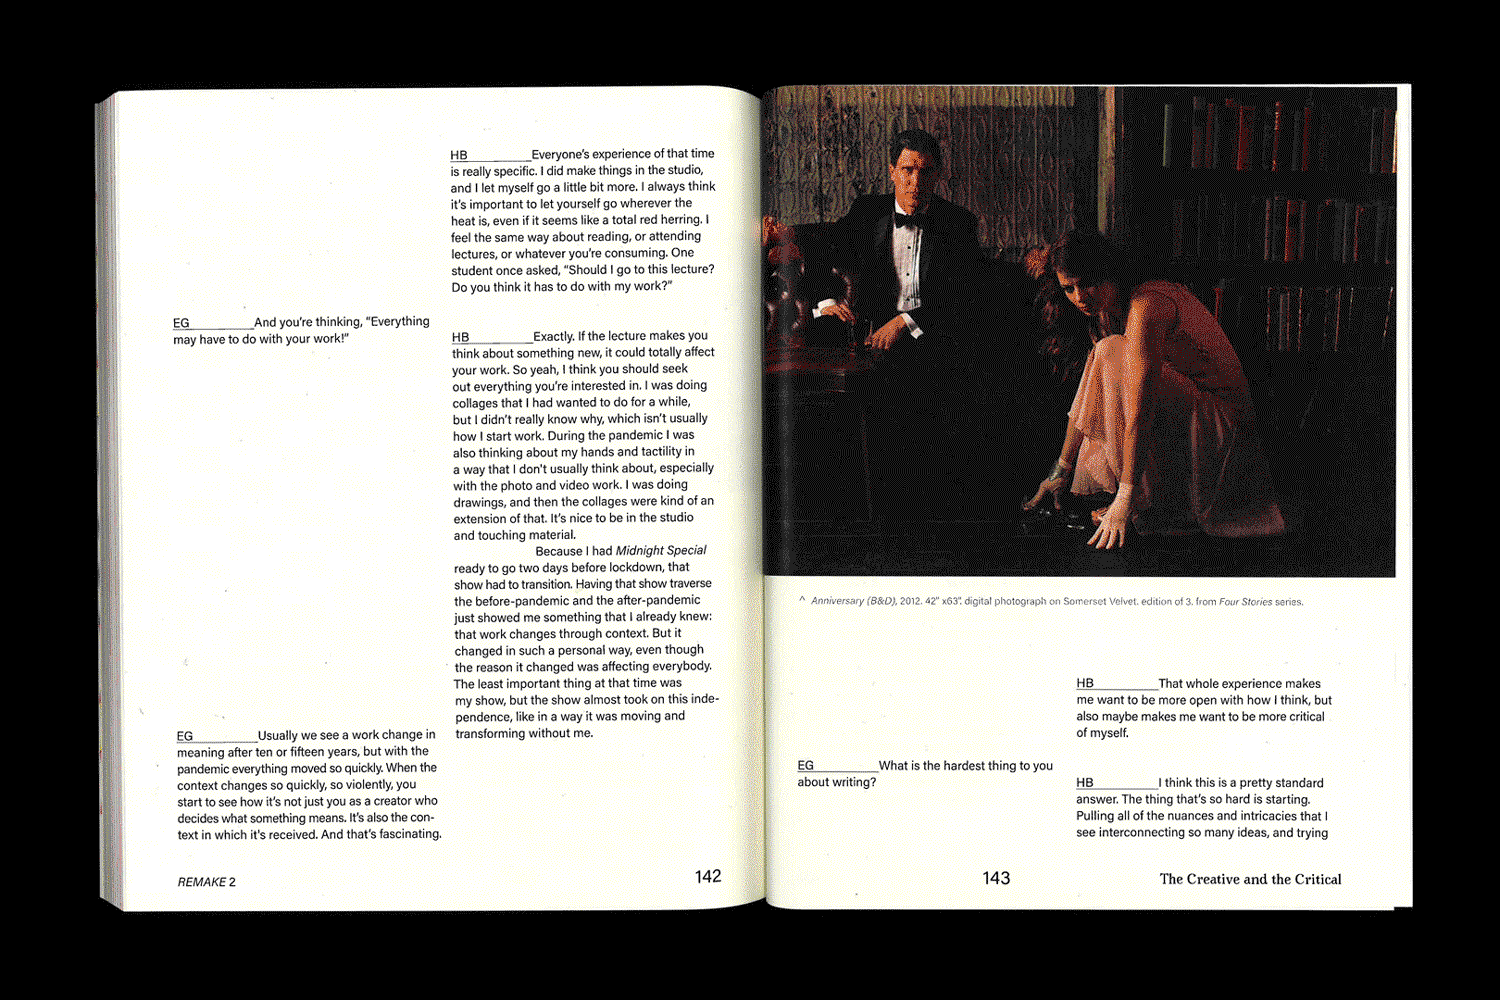 HB Everyone's experience of that time
is really specific. I did make things in the studio,
and I let myself go a little bit more. I always think
it's important to let yourself go wherever the
heat is, even if it seems like a total red herring. I
feel the same way about reading, or attending
lectures, or whatever you're consuming. One
student once asked, “Should I go to this lecture?
Do you think it has to do with my work?”
EG And you're thinking, “Everything
may have to do with your work!”
HB Exactly. If the lecture makes you
think about something new, it could totally affect
your work. So yeah, I think you should seek
out everything you're interested in. I was doing
collages that I had wanted to do for a while,
but I didn't really know why, which isn't usually
how I start work. During the pandemic I was
also thinking about my hands and tactility in
a way that I don't usually think about, especially
with the photo and video work. I was doing
drawings, and then the collages were kind of an
extension of that. It's nice to be in the studio
and touching material.
Because I had Midnight Special
ready to go two days before lockdown, that
show had to transition. Having that show traverse
the before-pandemic and the after-pandemic
just showed me something that I already knew:
that work changes through context. But it
changed in such a personal way, even though
the reason it changed was affecting everybody.
The least important thing at that time was
my show, but the show almost took on this inde-
pendence, like in a way it was moving and
transforming without me.
EG Usually we see a work change in
meaning after ten or fifteen years, but with the
pandemic everything moved so quickly. When the
context changes so quickly, so violently, you
start to see how it's not just you as a creator who
decides what something means. It's also the con-
text in which it's received. And that's fascinating.
REMAKE 2
142
^ Anniversary (B&D), 2012. 42” x63”. digital photograph on Somerset Velvet. edition of 3. from Four Stories series.
HB That whole experience makes
me want to be more open with how I think, but
also maybe makes me want to be more critical
of myself.
EG What is the hardest thing to you
about writing?
HB I think this is a pretty standard
answer. The thing that's so hard is starting.
Pulling all of the nuances and intricacies that I
see interconnecting so many ideas, and trying
143
The Creative and the Critical